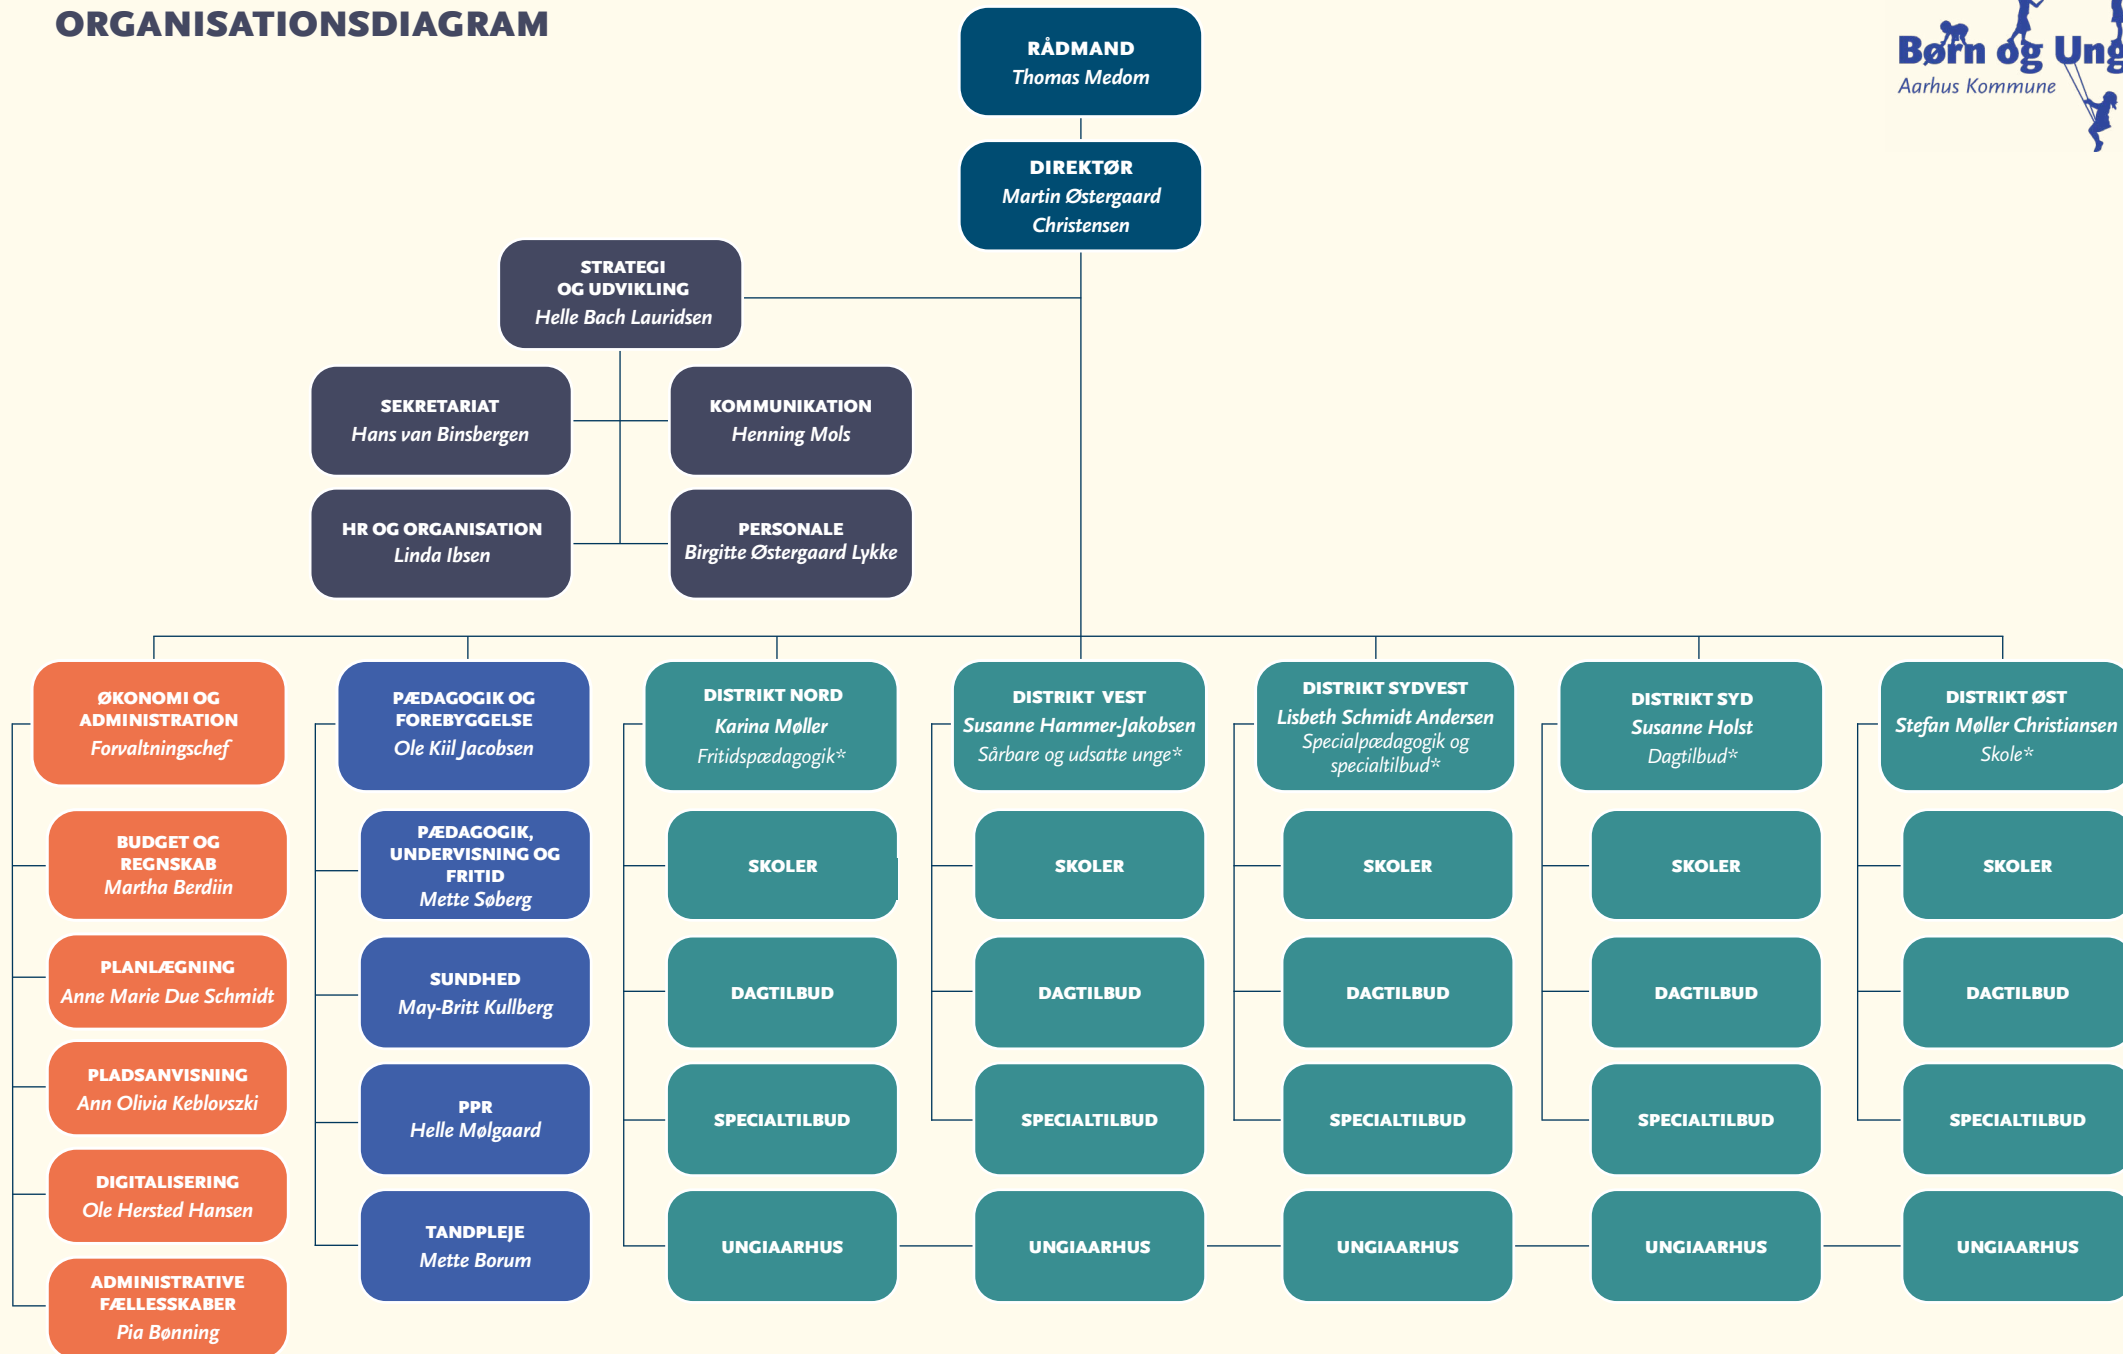 ORGANISATIONSDIAGRAM
Børn og Ung
Aarhus Kommune
RÅDMAND
Thomas Medom
DIREKTØR
Martin Østergaard
Christensen
STRATEGI
OG UDVIKLING
Helle Bach Lauridsen
SEKRETARIAT
Hans van Binsbergen
KOMMUNIKATION
Henning Mols
HR OG ORGANISATION
Linda Ibsen
PERSONALE
Birgitte Østergaard Lykke
ØKONOMI OG
ADMINISTRATION
Forvaltningschef
BUDGET OG
REGNSKAB
Martha Berdiin
PLANLÆGNING
Anne Marie Due Schmidt
PLADSANVISNING
Ann Olivia Keblovszki
DIGITALISERING
Ole Hersted Hansen
ADMINISTRATIVE
FÆLLESSKABER
Pia Bønning
PÆDAGOGIK OG
FOREBYGGELSE
Ole Kiil Jacobsen
PÆDAGOGIK,
UNDERVISNING OG
FRITID
Mette Søberg
SUNDHED
May-Britt Kullberg
PPR
Helle Mølgaard
TANDPLEJE
Mette Borum
DISTRIKT NORD
Karina Møller
Fritidspædagogik*
SKOLER
DAGTILBUD
SPECIALTILBUD
UNGIAARHUS
DISTRIKT VEST
Susanne Hammer-Jakobsen
Sårbare og udsatte unge*
SKOLER
DAGTILBUD
SPECIALTILBUD
UNGIAARHUS
DISTRIKT SYDVEST
Lisbeth Schmidt Andersen
Specialpædagogik og
specialtilbud*
SKOLER
DAGTILBUD
SPECIALTILBUD
UNGIAARHUS
DISTRIKT SYD
Susanne Holst
Dagtilbud*
SKOLER
DAGTILBUD
SPECIALTILBUD
UNGIAARHUS
DISTRIKT ØST
Stefan Møller Christiansen
Skole*
SKOLER
DAGTILBUD
SPECIALTILBUD
UNGIAARHUS